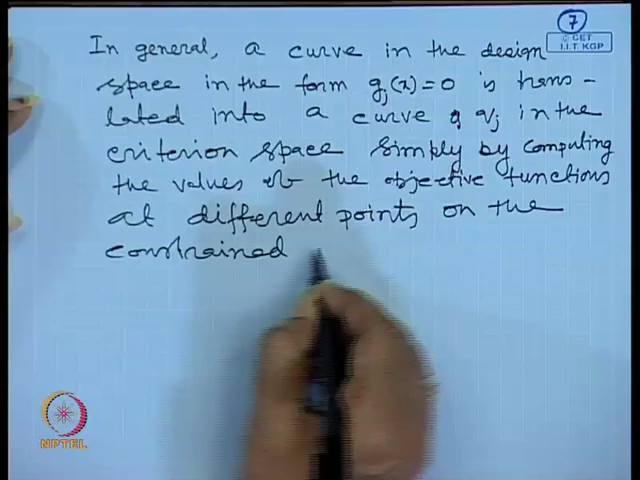 7
© CET
I.I.T. KGP
In general, a curve in the design
space in the form gj(x)=0 is trans-
lated into a curve qj in the
criterion space simply by computing
the values of the objective functions
at different points on the
constrained
NPTEL